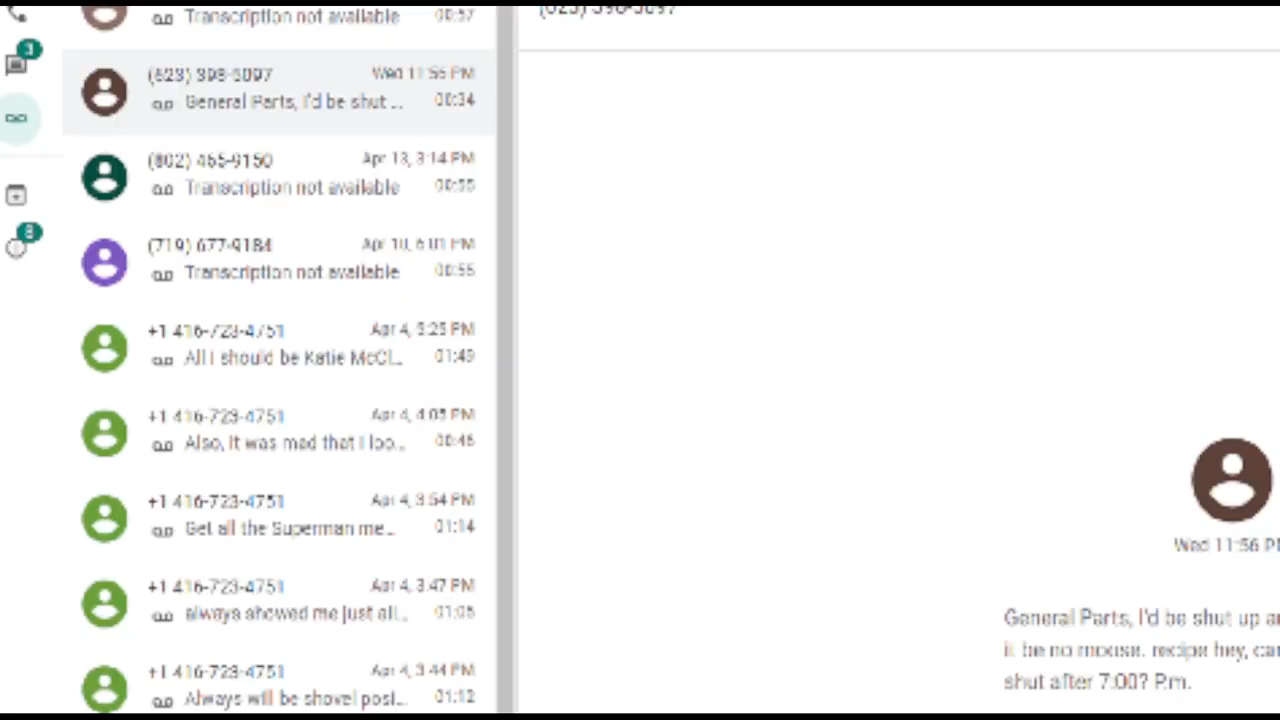 Transcription not available 00:57
3
(623) 398-5097 Wed 11:56 PM
General Parts, I'd be shut ... 00:34
(802) 465-9150 Apr 13, 3:14 PM
Transcription not available 00:55
8
(719) 677-9184 Apr 10, 6:01 PM
Transcription not available 00:55
+1 416-723-4751 Apr 4, 5:25 PM
All I should be Katie McCl... 01:49
+1 416-723-4751 Apr 4, 4:05 PM
Also, it was mad that I loo... 00:46
+1 416-723-4751 Apr 4, 3:54 PM
Get all the Superman me... 01:14
+1 416-723-4751 Apr 4, 3:47 PM
always showed me just all... 01:05
+1 416-723-4751 Apr 4, 3:44 PM
Always will be shovel posi... 01:12
(623) 398-5097
Wed 11:56 PM
General Parts, I'd be shut up
it be no moose. recipe hey,
shut after 7:00? P.m.